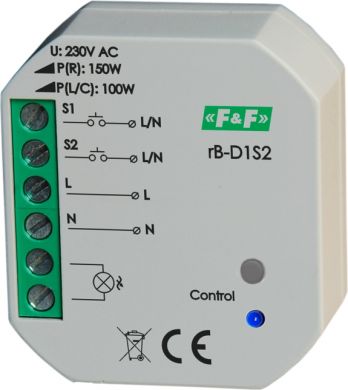 U: 230V AC
P(R): 150W
P(L/C): 100W
S1
L/N
S2
L/N
L L
N N
«F&F»
rB-D1S2
Control
CE